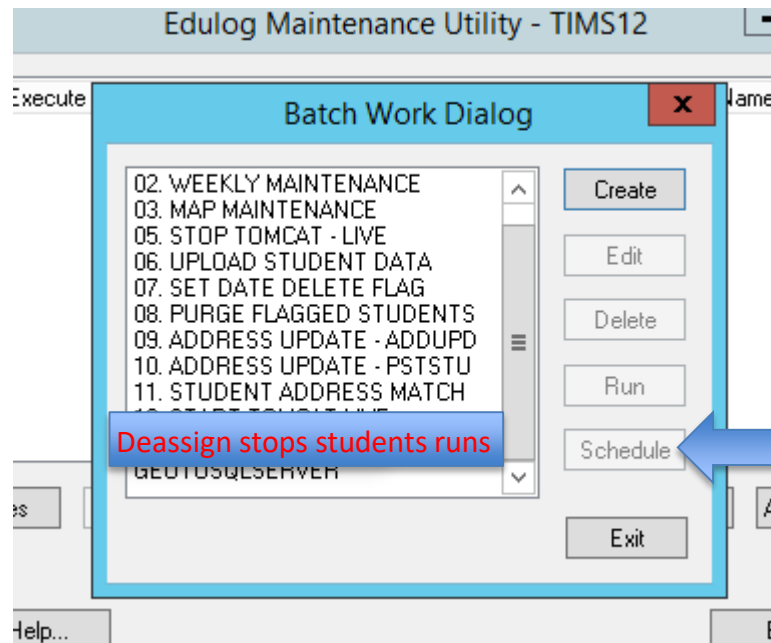 Edulog Maintenance Utility - TIMS12
Execute
Name
Batch Work Dialog
x
02. WEEKLY MAINTENANCE
03. MAP MAINTENANCE
05. STOP TOMCAT - LIVE
06. UPLOAD STUDENT DATA
07. SET DATE DELETE FLAG
08. PURGE FLAGGED STUDENTS
09. ADDRESS UPDATE - ADDUPD
10. ADDRESS UPDATE - PSTSTU
11. STUDENT ADDRESS MATCH
Deassign stops students runs
GEOTOSQLSERVER
Create
Edit
Delete
Run
Schedule
Exit
es
A
Help...